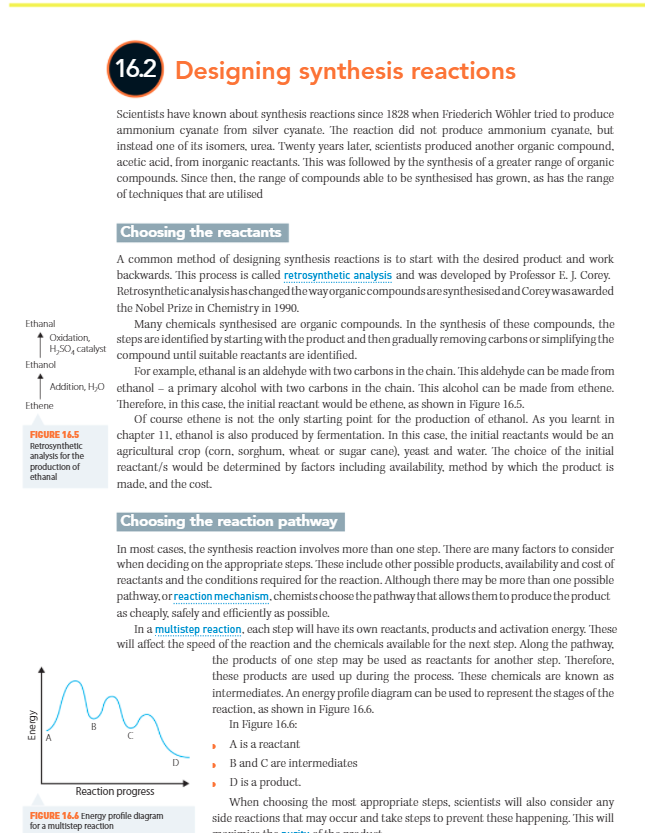 16.2 Designing synthesis reactions
Scientists have known about synthesis reactions since 1828 when Friederich Wöhler tried to produce
ammonium cyanate from silver cyanate. The reaction did not produce ammonium cyanate, but
instead one of its isomers, urea. Twenty years later, scientists produced another organic compound,
acetic acid, from inorganic reactants. This was followed by the synthesis of a greater range of organic
compounds. Since then, the range of compounds able to be synthesised has grown, as has the range
of techniques that are utilised
Choosing the reactants
A common method of designing synthesis reactions is to start with the desired product and work
backwards. This process is called retrosynthetic analysis and was developed by Professor E. J. Corey.
Retrosynthetic analysis has changed the way organic compounds are synthesised and Corey was awarded
the Nobel Prize in Chemistry in 1990.
Many chemicals synthesised are organic compounds. In the synthesis of these compounds, the
steps are identified by starting with the product and then gradually removing carbons or simplifying the
compound until suitable reactants are identified.
For example, ethanal is an aldehyde with two carbons in the chain. This aldehyde can be made from
ethanol – a primary alcohol with two carbons in the chain. This alcohol can be made from ethene.
Therefore, in this case, the initial reactant would be ethene, as shown in Figure 16.5.
Of course ethene is not the only starting point for the production of ethanol. As you learnt in
chapter 11, ethanol is also produced by fermentation. In this case, the initial reactants would be an
agricultural crop (corn, sorghum, wheat or sugar cane), yeast and water. The choice of the initial
reactant/s would be determined by factors including availability, method by which the product is
made, and the cost.
Ethanal
Oxidation,
H₂SO₄ catalyst
Ethanol
Addition, H₂O
Ethene
FIGURE 16.5
Retrosynthetic
analysis for the
production of
ethanal
Choosing the reaction pathway
In most cases, the synthesis reaction involves more than one step. There are many factors to consider
when deciding on the appropriate steps. These include other possible products, availability and cost of
reactants and the conditions required for the reaction. Although there may be more than one possible
pathway, or reaction mechanism, chemists choose the pathway that allows them to produce the product
as cheaply, safely and efficiently as possible.
In a multistep reaction, each step will have its own reactants, products and activation energy. These
will affect the speed of the reaction and the chemicals available for the next step. Along the pathway,
the products of one step may be used as reactants for another step. Therefore,
these products are used up during the process. These chemicals are known as
intermediates. An energy profile diagram can be used to represent the stages of the
reaction, as shown in Figure 16.6.
In Figure 16.6:
A is a reactant
B and C are intermediates
D is a product.
When choosing the most appropriate steps, scientists will also consider any
side reactions that may occur and take steps to prevent these happening. This will
maximise the purity of the product.
Energy
A
B
C
D
Reaction progress
FIGURE 16.6 Energy profile diagram
for a multistep reaction